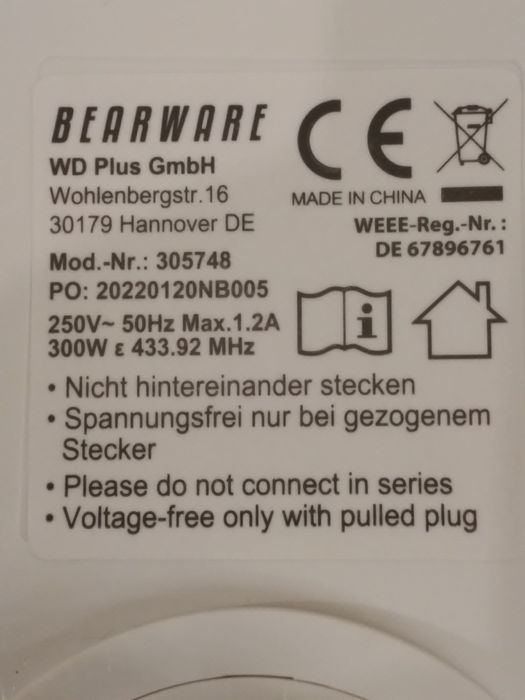 BEARWARE
WD Plus GmbH
Wohlenbergstr.16
30179 Hannover DE
CE
MADE IN CHINA
WEEE-Reg.-Nr. :
DE 67896761
Mod.-Nr.: 305748
PO: 20220120NB005
250V~ 50Hz Max.1.2A
300W ε 433.92 MHz
i
• Nicht hintereinander stecken
• Spannungsfrei nur bei gezogenem
Stecker
• Please do not connect in series
• Voltage-free only with pulled plug